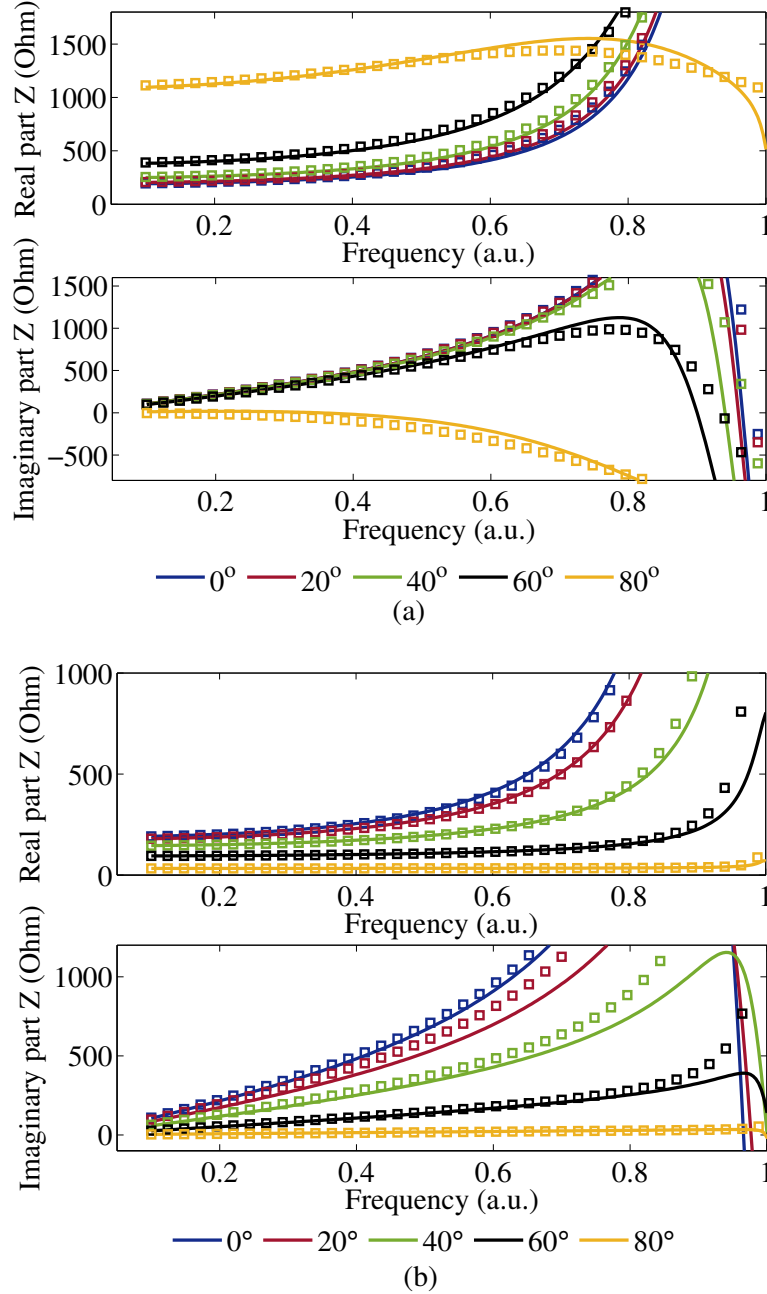 Real part Z (Ohm)
1500
1000
500
0
0.2 0.4 0.6 0.8 1
Frequency (a.u.)
Imaginary part Z (Ohm)
1500
1000
500
0
−500
0.2 0.4 0.6 0.8 1
Frequency (a.u.)
0º 20º 40º 60º 80º
(a)
Real part Z (Ohm)
1000
500
0
0.2 0.4 0.6 0.8 1
Frequency (a.u.)
Imaginary part Z (Ohm)
1000
500
0
0.2 0.4 0.6 0.8 1
Frequency (a.u.)
0° 20° 40° 60° 80°
(b)